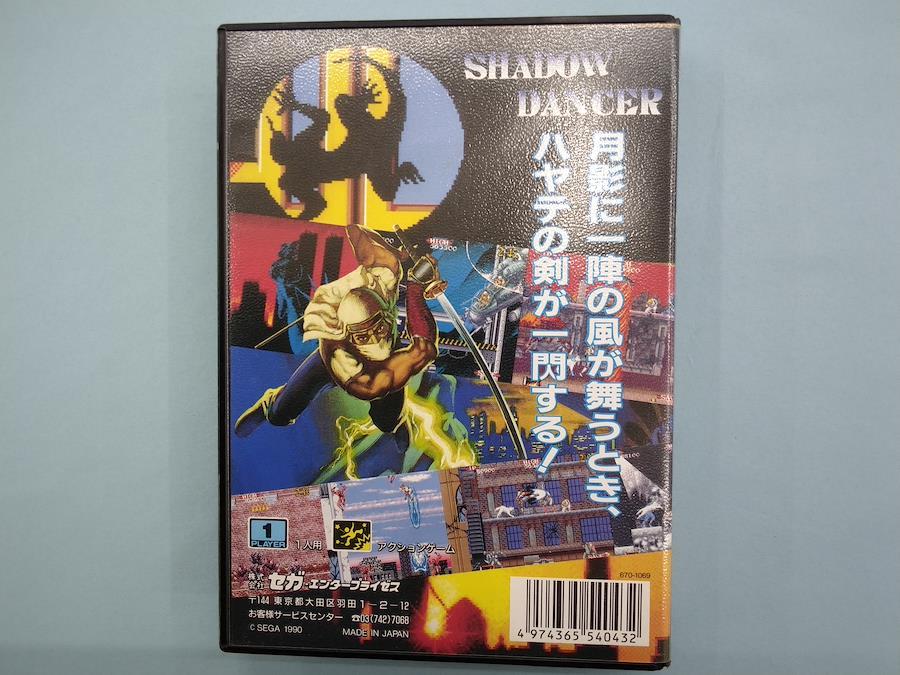 SHADOW
DANCER
月影に一陣の風が舞うとき、
ハヤテの剣が一閃する!
1
PLAYER
1人用
アクションゲーム
株式会社 セガ・エンタープライゼス
〒144 東京都大田区羽田1-2-12
お客様サービスセンター ☎03(742)7068
© SEGA 1990
MADE IN JAPAN
670-1069
4 974365 540432